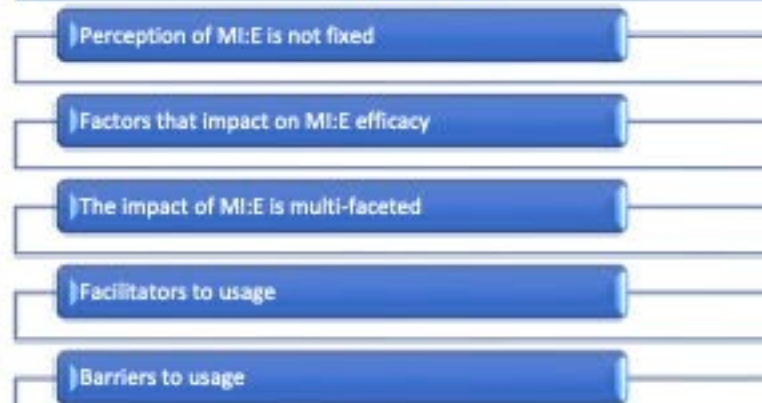 Perception of MI:E is not fixed
Factors that impact on MI:E efficacy
The impact of MI:E is multi-faceted
Facilitators to usage
Barriers to usage